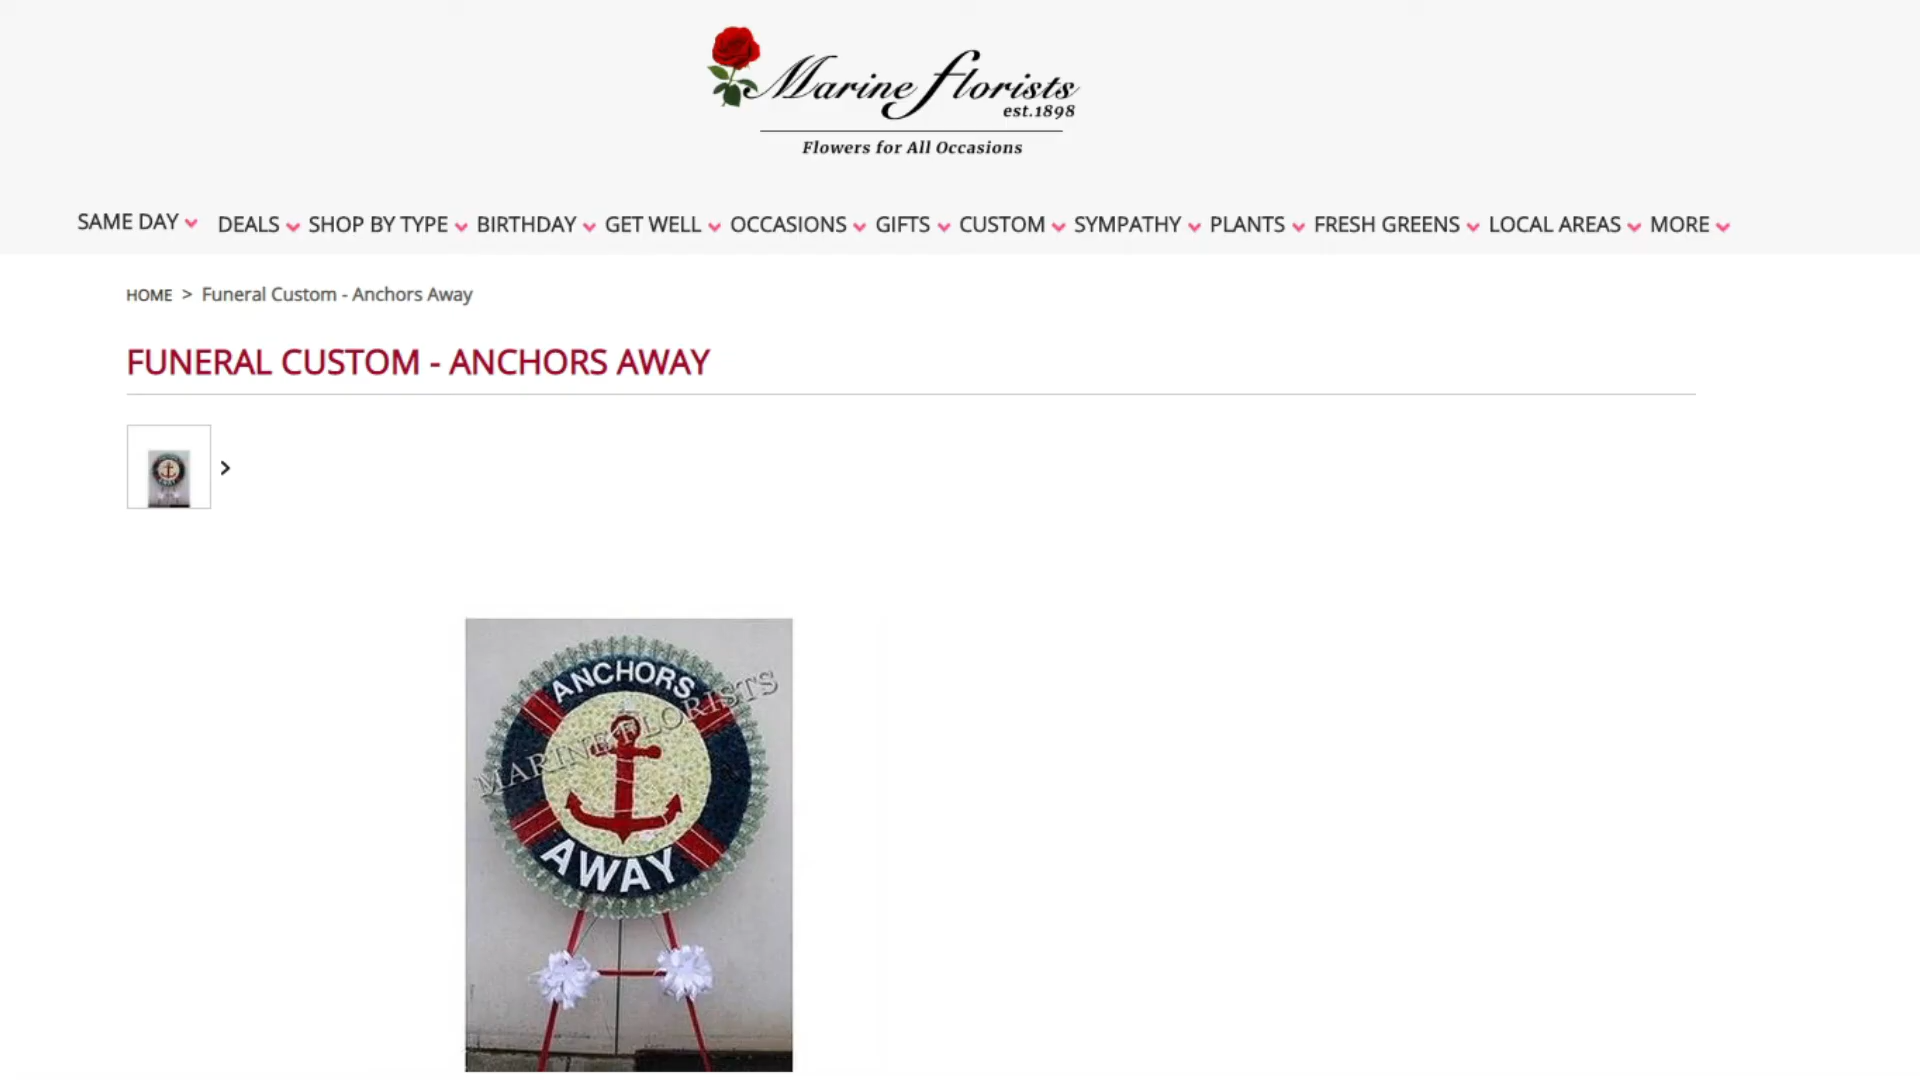 Marine Florists
est.1898
Flowers for All Occasions
SAME DAY DEALS SHOP BY TYPE BIRTHDAY GET WELL OCCASIONS GIFTS CUSTOM SYMPATHY PLANTS FRESH GREENS LOCAL AREAS MORE
HOME > Funeral Custom - Anchors Away
FUNERAL CUSTOM - ANCHORS AWAY
ANCHORS
MARINE FLORISTS
AWAY